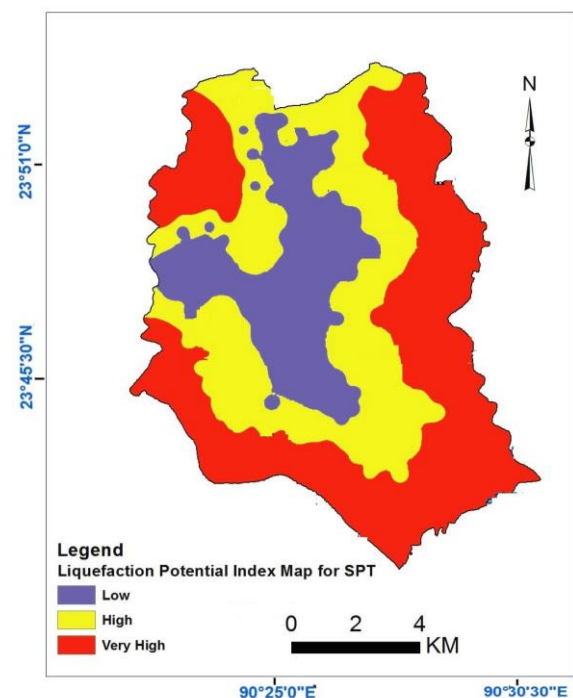 N
23°51'0"N
23°45'30"N
Legend
Liquefaction Potential Index Map for SPT
Low
High
Very High
0 2 4
KM
90°25'0"E 90°30'30"E